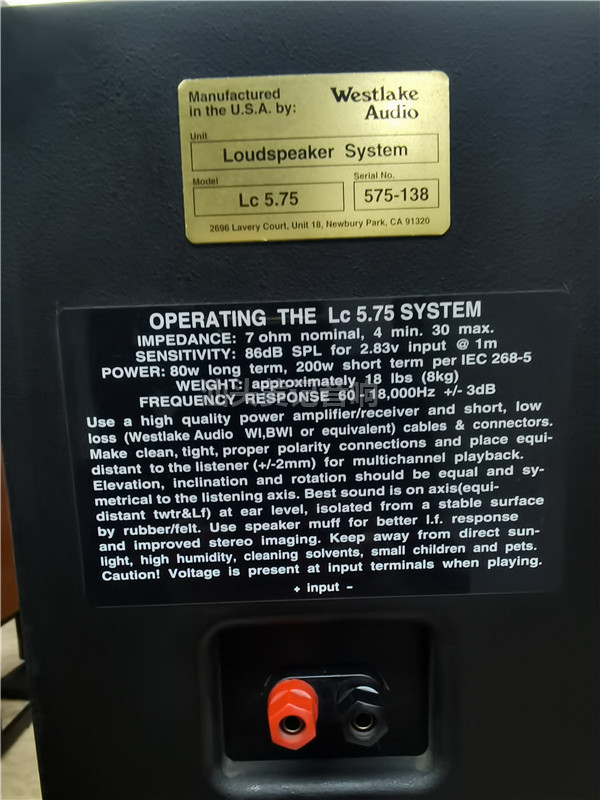 Manufactured
in the U.S.A. by:
Westlake
Audio
Unit
Loudspeaker System
Model
Serial No.
Lc 5.75
575-138
2696 Lavery Court, Unit 18, Newbury Park, CA 91320
OPERATING THE Lc 5.75 SYSTEM
IMPEDANCE: 7 ohm nominal, 4 min. 30 max.
SENSITIVITY: 86dB SPL for 2.83v input @ 1m
POWER: 80w long term, 200w short term per IEC 268-5
WEIGHT: approximately 18 lbs (8kg)
FREQUENCY RESPONSE 60 8,000Hz +/- 3dB
Use a high quality power amplifier/receiver and short, low
loss (Westlake Audio WI,BWI or equivalent) cables & connectors.
Make clean, tight, proper polarity connections and place equi-
distant to the listener (+/-2mm) for multichannel playback.
Elevation, inclination and rotation should be equal and sy-
metrical to the listening axis. Best sound is on axis(equi-
distant twtr&Lf) at ear level, isolated from a stable surface
by rubber/felt. Use speaker muff for better l.f. response
and improved stereo imaging. Keep away from direct sun-
light, high humidity, cleaning solvents, small children and pets.
Caution! Voltage is present at input terminals when playing.
+ input -